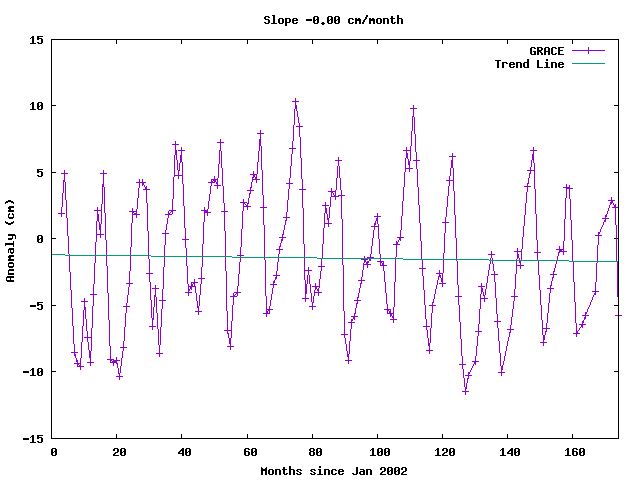 Slope -0.00 cm/month
15
GRACE
Trend Line
10
5
0
-5
-10
-15
Anomaly (cm)
0 20 40 60 80 100 120 140 160
Months since Jan 2002